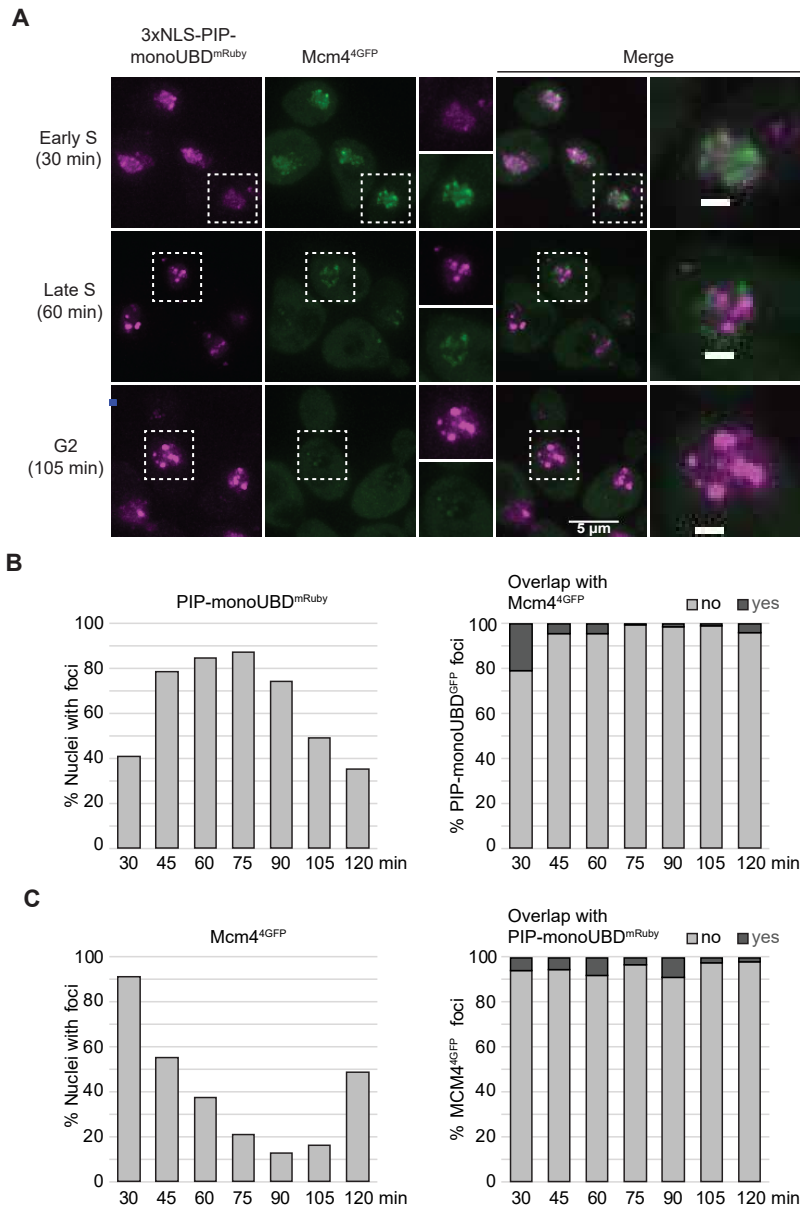 A
3xNLS-PIP-
monoUBDmRuby
Mcm44GFP
Merge
Early S
(30 min)
Late S
(60 min)
G2
(105 min)
5 µm
B
PIP-monoUBDmRuby
% Nuclei with foci
100
80
60
40
20
0
30 45 60 75 90 105 120 min
Overlap with
Mcm44GFP
no yes
% PIP-monoUBDGFP foci
100
80
60
40
20
0
30 45 60 75 90 105 120 min
C
Mcm44GFP
% Nuclei with foci
100
80
60
40
20
0
30 45 60 75 90 105 120 min
Overlap with
PIP-monoUBDmRuby
no yes
% MCM44GFP foci
100
80
60
40
20
0
30 45 60 75 90 105 120 min